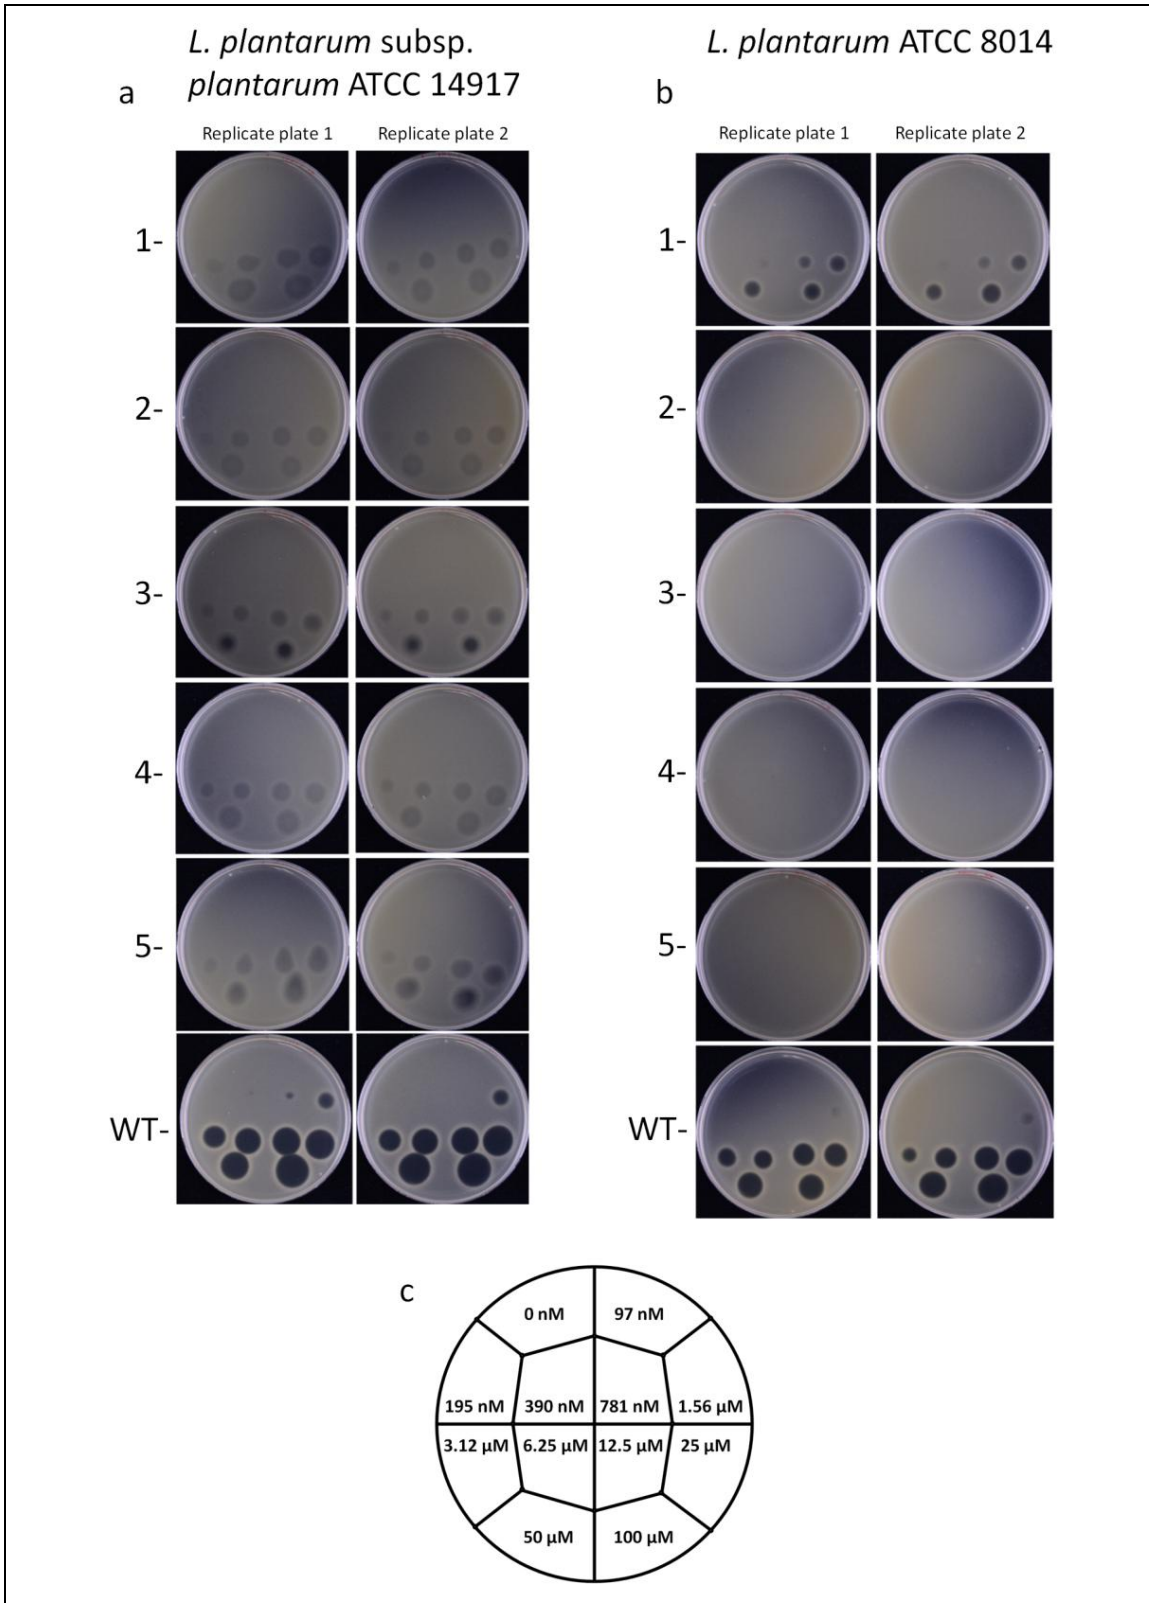 L. plantarum subsp.
plantarum ATCC 14917
L. plantarum ATCC 8014
a
b
Replicate plate 1
Replicate plate 2
Replicate plate 1
Replicate plate 2
1-
1-
2-
2-
3-
3-
4-
4-
5-
5-
WT-
WT-
c
0 nM
97 nM
195 nM
390 nM
781 nM
1.56 µM
3.12 µM
6.25 µM
12.5 µM
25 µM
50 µM
100 µM